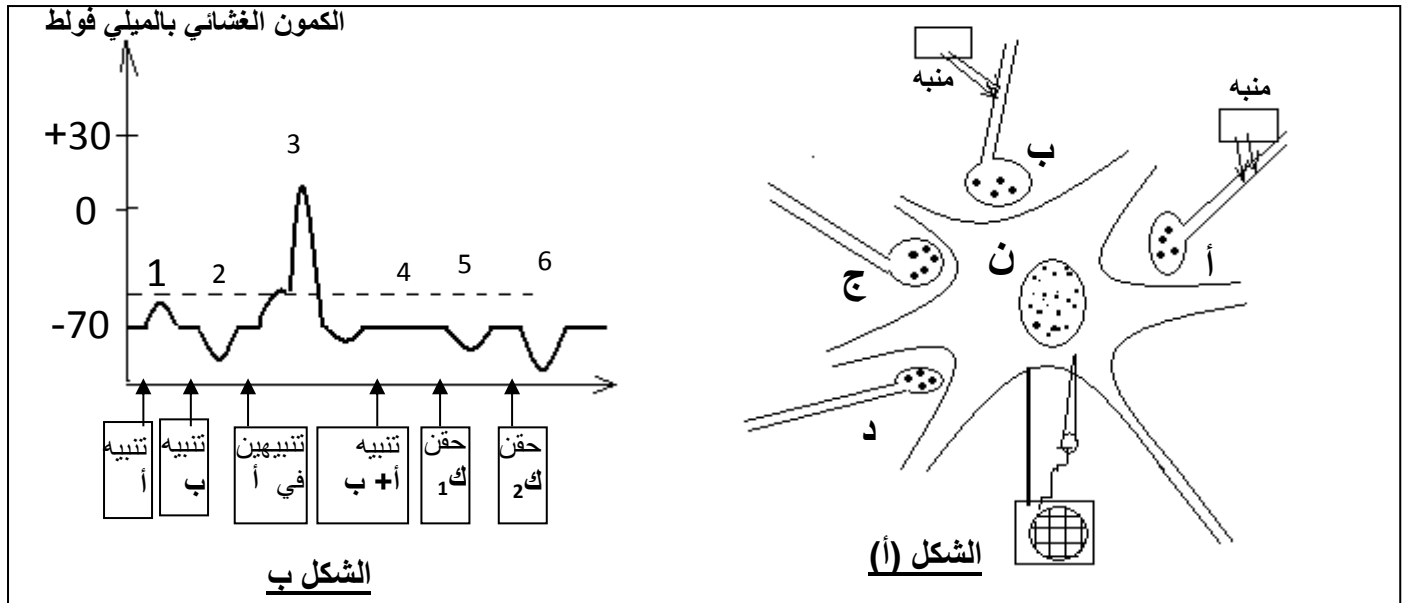 الكمون الغشائي بالميلي فولط
+30
0
-70
1
2
3
4
5
6
تنبيه
أ
تنبيه
ب
تنبيهين
في أ
تنبيه
أ+ ب
حقن
ك1
حقن
ك2
الشكل ب
منبه
منبه
ب
أ
ج
ن
د
الشكل (أ)